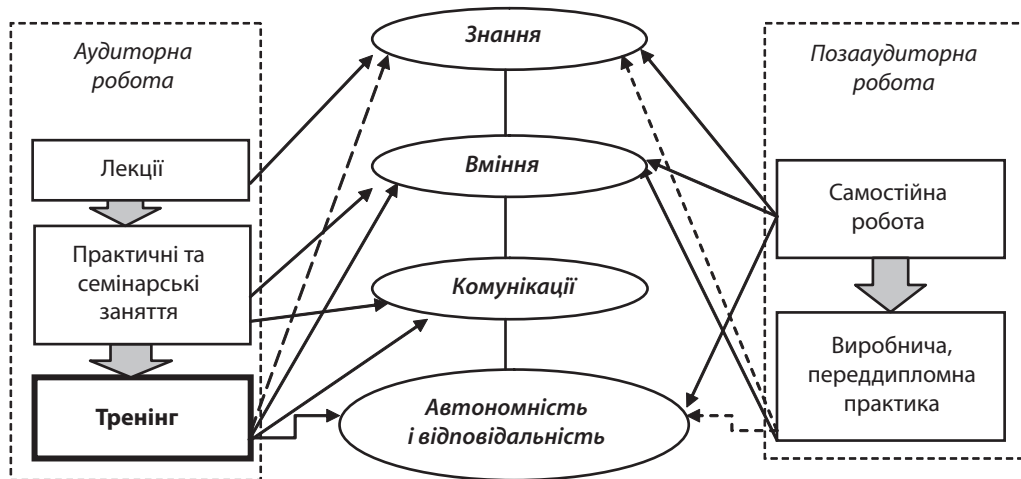 Аудиторна
робота
Лекції
Практичні та
семінарські
заняття
Тренінг
Знання
Вміння
Комунікації
Автономність
і відповідальність
Позааудиторна
робота
Самостійна
робота
Виробнича,
переддипломна
практика